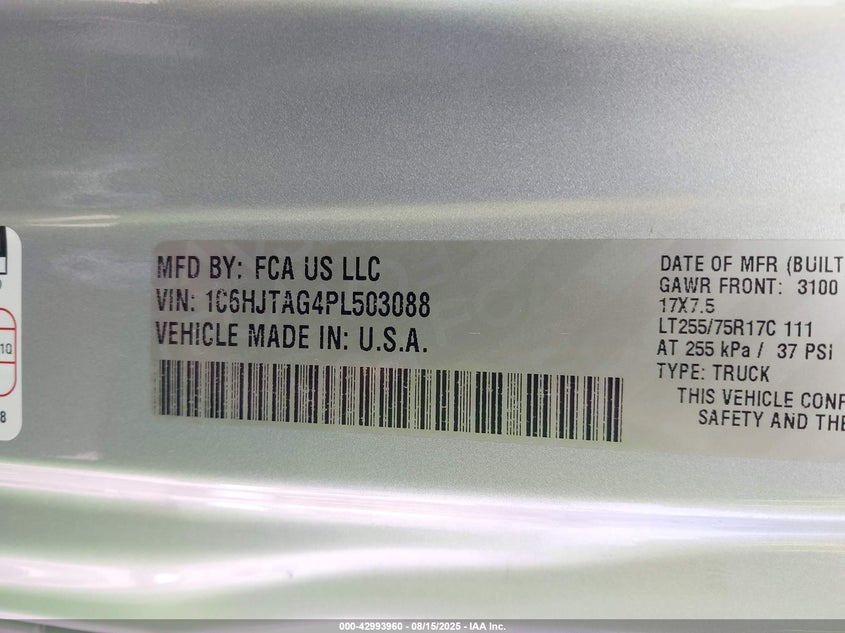 MFD BY: FCA US LLC
VIN: 1C6HJTAG4PL503088
VEHICLE MADE IN: U.S.A.
DATE OF MFR (BUILT
GAWR FRONT: 3100
17X7.5
LT255/75R17C 111
AT 255 kPa / 37 PSI
TYPE: TRUCK
THIS VEHICLE CONF
SAFETY AND THE
1Q
8
000-42993960 - 08/15/2025 - IAA Inc.